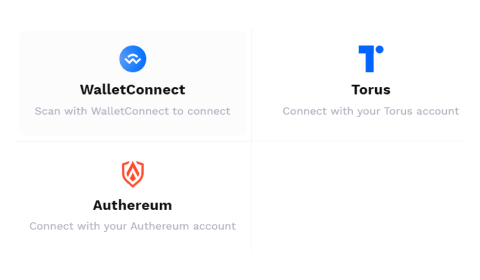 WalletConnect
Scan with WalletConnect to connect
Torus
Connect with your Torus account
Authereum
Connect with your Authereum account